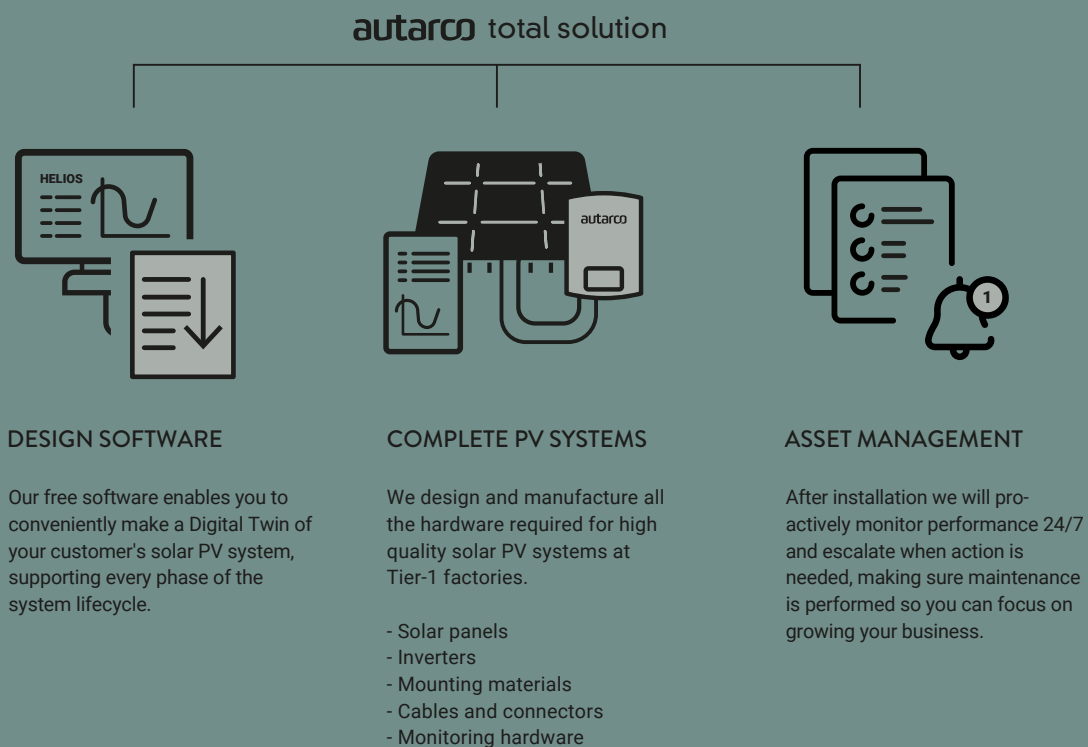 autarco total solution
HELIOS
autarco
1
DESIGN SOFTWARE
Our free software enables you to
conveniently make a Digital Twin of
your customer's solar PV system,
supporting every phase of the
system lifecycle.
COMPLETE PV SYSTEMS
We design and manufacture all
the hardware required for high
quality solar PV systems at
Tier-1 factories.
- Solar panels
- Inverters
- Mounting materials
- Cables and connectors
- Monitoring hardware
ASSET MANAGEMENT
After installation we will pro-
actively monitor performance 24/7
and escalate when action is
needed, making sure maintenance
is performed so you can focus on
growing your business.